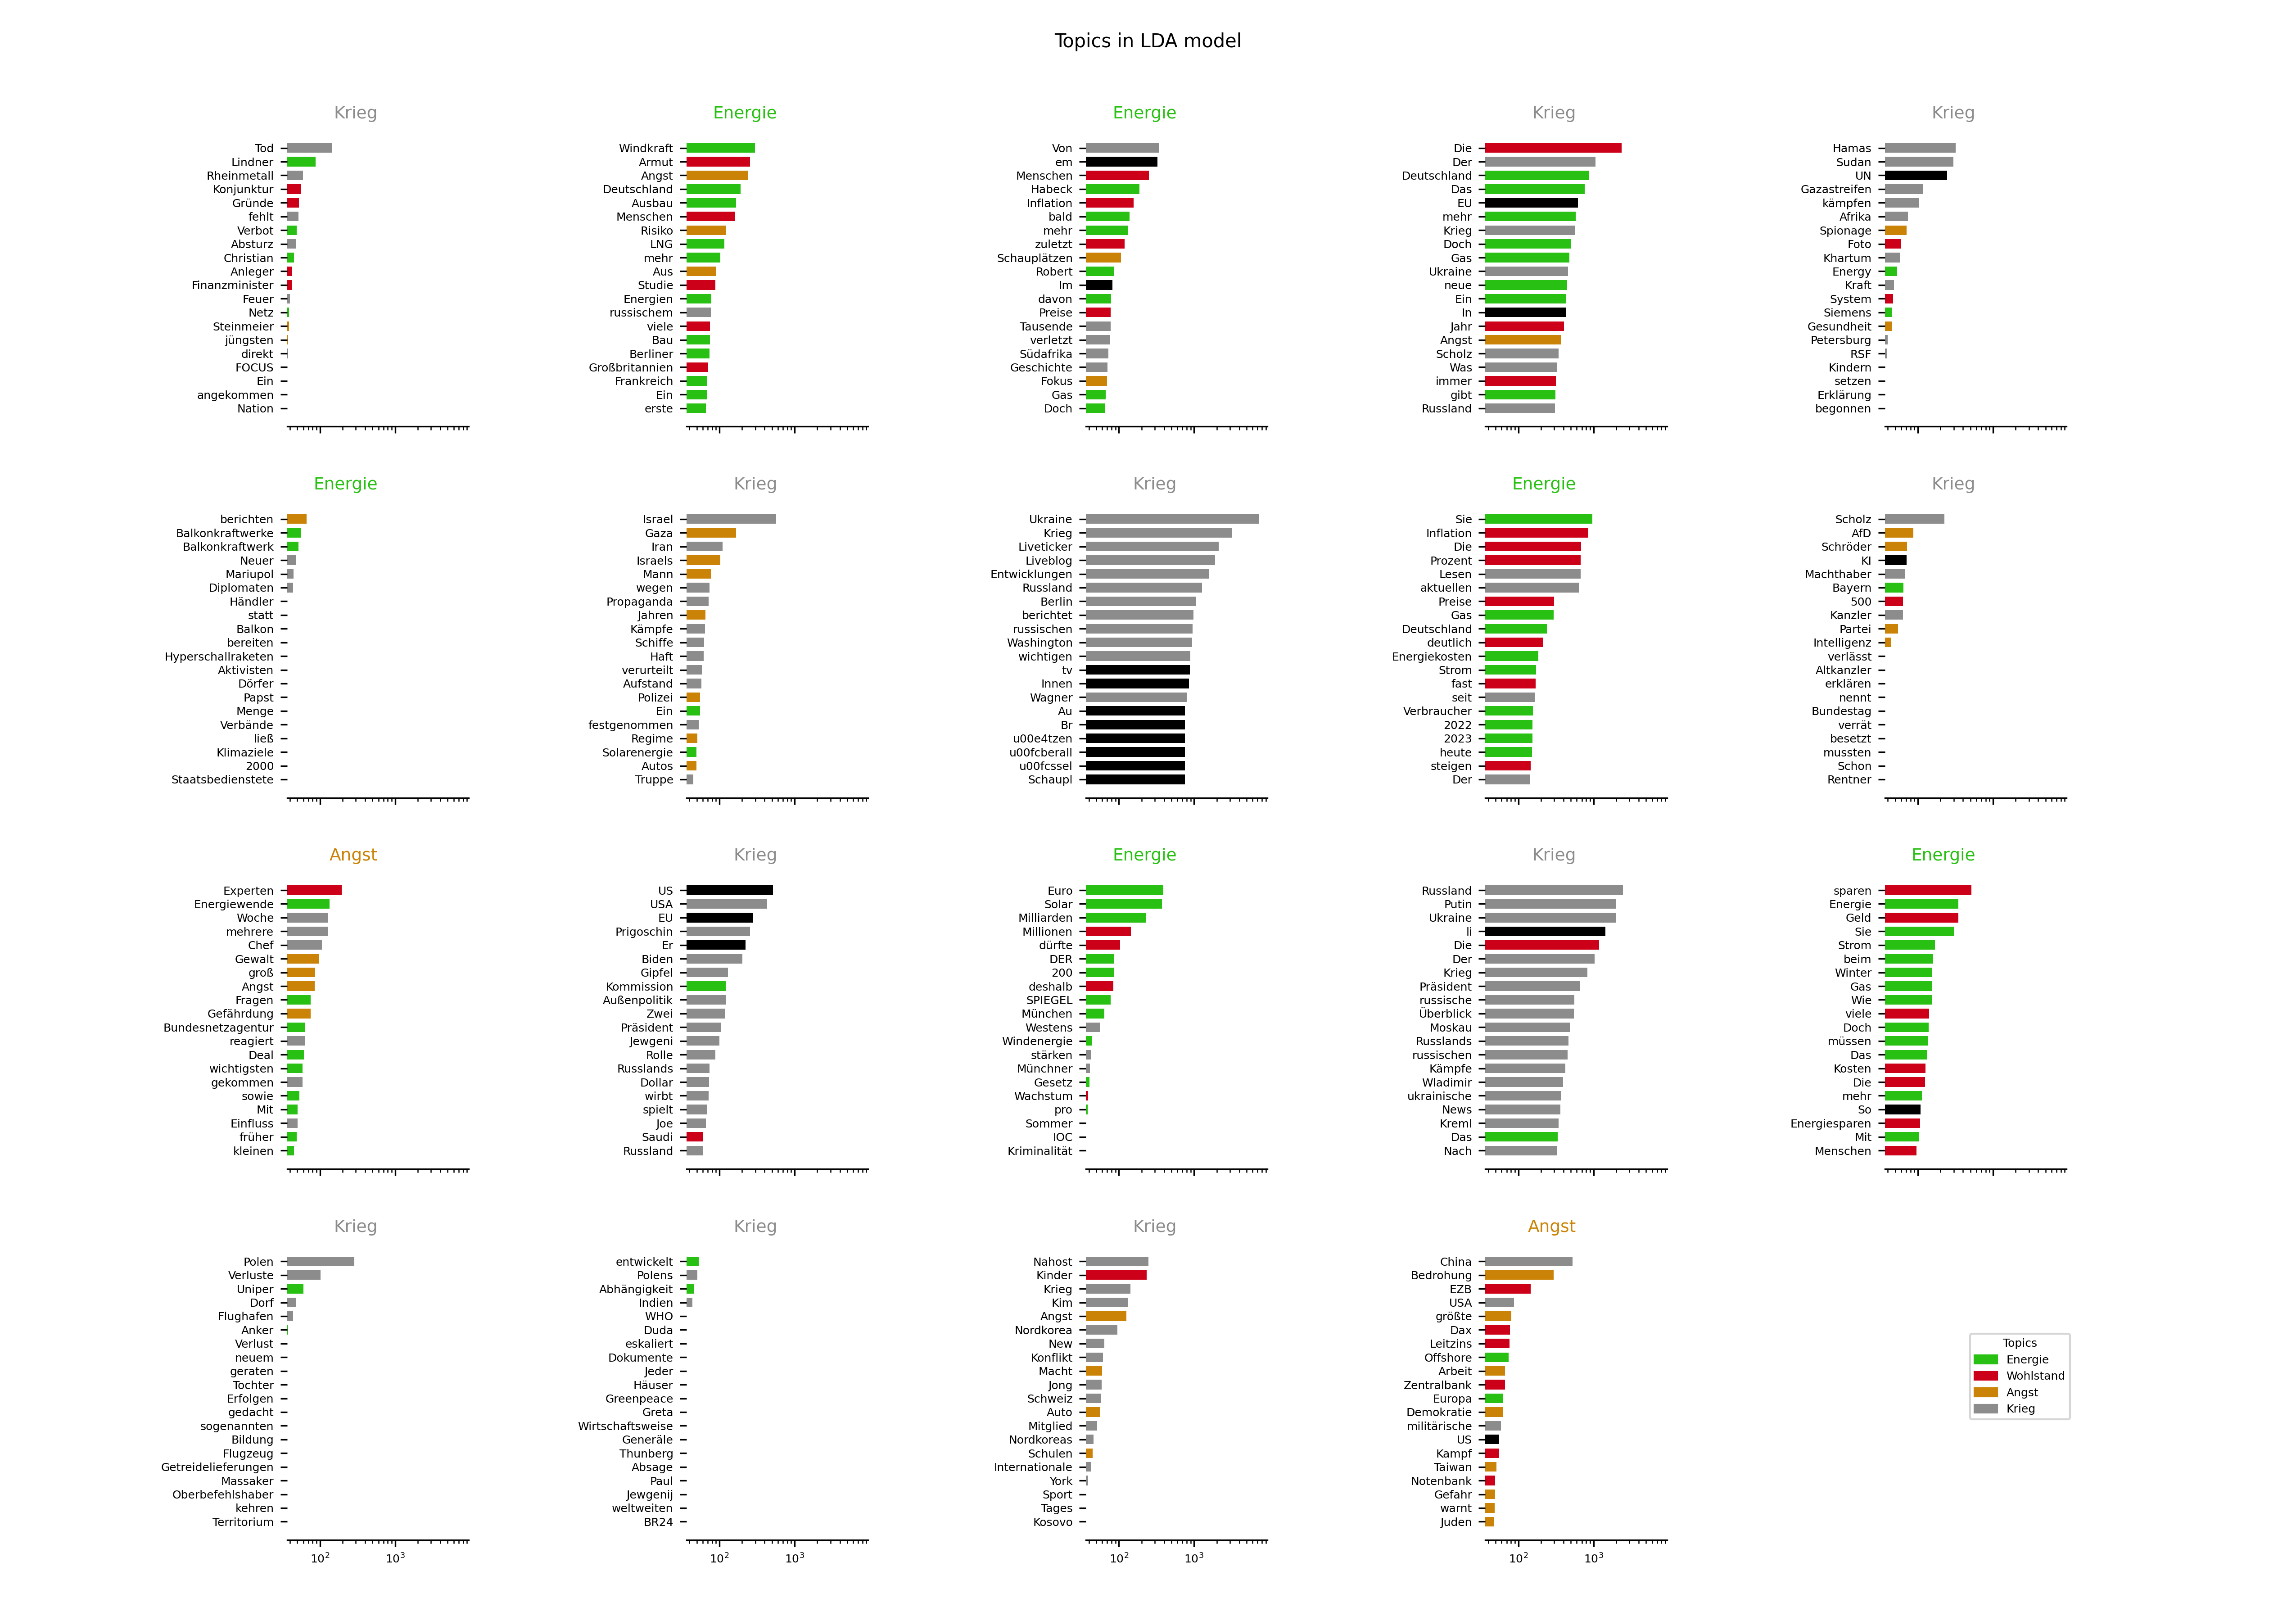 Topics in LDA model
Krieg
Tod
Lindner
Rheinmetall
Konjunktur
Gründe
fehlt
Verbot
Absturz
Christian
Anleger
Finanzminister
Feuer
Netz
Steinmeier
jüngsten
direkt
FOCUS
Ein
angekommen
Nation
Energie
Windkraft
Armut
Angst
Deutschland
Ausbau
Menschen
Risiko
LNG
mehr
Aus
Studie
Energien
russischem
viele
Bau
Berliner
Großbritannien
Frankreich
Ein
erste
Energie
Von
em
Menschen
Habeck
Inflation
bald
mehr
zuletzt
Schauplätzen
Robert
Im
davon
Preise
Tausende
verletzt
Südafrika
Geschichte
Fokus
Gas
Doch
Krieg
Die
Der
Deutschland
Das
EU
mehr
Krieg
Doch
Gas
Ukraine
neue
Ein
In
Jahr
Angst
Scholz
Was
immer
gibt
Russland
Krieg
Hamas
Sudan
UN
Gazastreifen
kämpfen
Afrika
Spionage
Foto
Khartum
Energy
Kraft
System
Siemens
Gesundheit
Petersburg
RSF
Kindern
setzen
Erklärung
begonnen
Energie
berichten
Balkonkraftwerke
Balkonkraftwerk
Neuer
Mariupol
Diplomaten
Händler
statt
Balkon
bereiten
Hyperschallraketen
Aktivisten
Dörfer
Papst
Menge
Verbände
ließ
Klimaziele
2000
Staatsbedienstete
Krieg
Israel
Gaza
Iran
Israels
Mann
wegen
Propaganda
Jahren
Kämpfe
Schiffe
Haft
verurteilt
Aufstand
Polizei
Ein
festgenommen
Regime
Solarenergie
Autos
Truppe
Krieg
Ukraine
Krieg
Liveticker
Liveblog
Entwicklungen
Russland
Berlin
berichtet
russischen
Washington
wichtigen
tv
Innen
Wagner
Au
Br
u00e4tzen
u00fcberall
u00fcssel
Schaupl
Energie
Sie
Inflation
Die
Prozent
Lesen
aktuellen
Preise
Gas
Deutschland
deutlich
Energiekosten
Strom
fast
seit
Verbraucher
2022
2023
heute
steigen
Der
Krieg
Scholz
AfD
Schröder
KI
Machthaber
Bayern
500
Kanzler
Partei
Intelligenz
verlässt
Altkanzler
erklären
nennt
Bundestag
verrät
besetzt
mussten
Schon
Rentner
Angst
Experten
Energiewende
Woche
mehrere
Chef
Gewalt
groß
Angst
Fragen
Gefährdung
Bundesnetzagentur
reagiert
Deal
wichtigsten
gekommen
sowie
Mit
Einfluss
früher
kleinen
Krieg
US
USA
EU
Prigoschin
Er
Biden
Gipfel
Kommission
Außenpolitik
Zwei
Präsident
Jewgeni
Rolle
Russlands
Dollar
wirbt
spielt
Joe
Saudi
Russland
Energie
Euro
Solar
Milliarden
Millionen
dürfte
DER
200
deshalb
SPIEGEL
München
Westens
Windenergie
stärken
Münchner
Gesetz
Wachstum
pro
Sommer
IOC
Kriminalität
Krieg
Russland
Putin
Ukraine
li
Die
Der
Krieg
Präsident
russische
Überblick
Moskau
Russlands
russischen
Kämpfe
Wladimir
ukrainische
News
Kreml
Das
Nach
Energie
sparen
Energie
Geld
Sie
Strom
beim
Winter
Gas
Wie
viele
Doch
müssen
Das
Kosten
Die
mehr
So
Energiesparen
Mit
Menschen
Krieg
Polen
Verluste
Uniper
Dorf
Flughafen
Anker
Verlust
neuem
geraten
Tochter
Erfolgen
gedacht
sogenannten
Bildung
Flugzeug
Getreidelieferungen
Massaker
Oberbefehlshaber
kehren
Territorium
10² 10³
Krieg
entwickelt
Polens
Abhängigkeit
Indien
WHO
Duda
eskaliert
Dokumente
Jeder
Häuser
Greenpeace
Greta
Wirtschaftsweise
Generäle
Thunberg
Absage
Paul
Jewgenij
weltweiten
BR24
10² 10³
Krieg
Nahost
Kinder
Krieg
Kim
Angst
Nordkorea
New
Konflikt
Macht
Jong
Schweiz
Auto
Mitglied
Nordkoreas
Schulen
Internationale
York
Sport
Tages
Kosovo
10² 10³
Angst
China
Bedrohung
EZB
USA
größte
Dax
Leitzins
Offshore
Arbeit
Zentralbank
Europa
Demokratie
militärische
US
Kampf
Taiwan
Notenbank
Gefahr
warnt
Juden
10² 10³
Topics
Energie
Wohlstand
Angst
Krieg